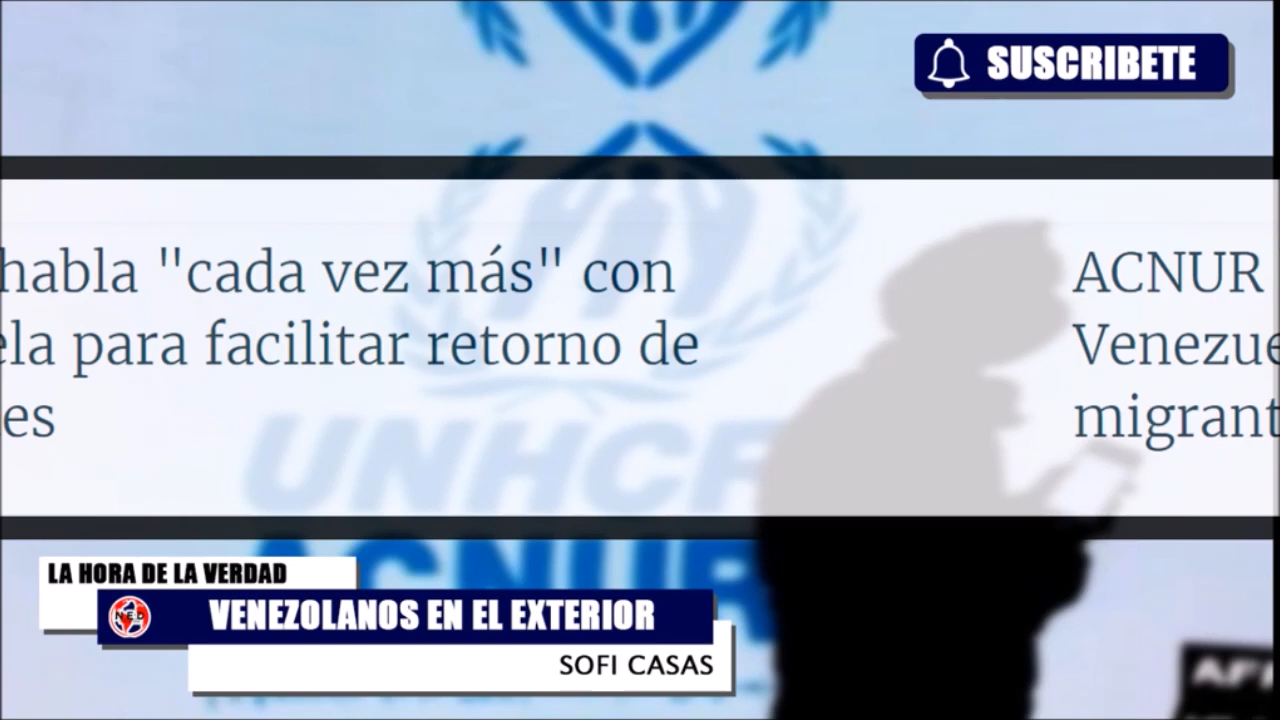 SUSCRIBETE
habla "cada vez más" con
ela para facilitar retorno de
es
ACNUR
Venezue
migrant
UNHCR
ACNUR
LA HORA DE LA VERDAD
VENEZOLANOS EN EL EXTERIOR
SOFI CASAS